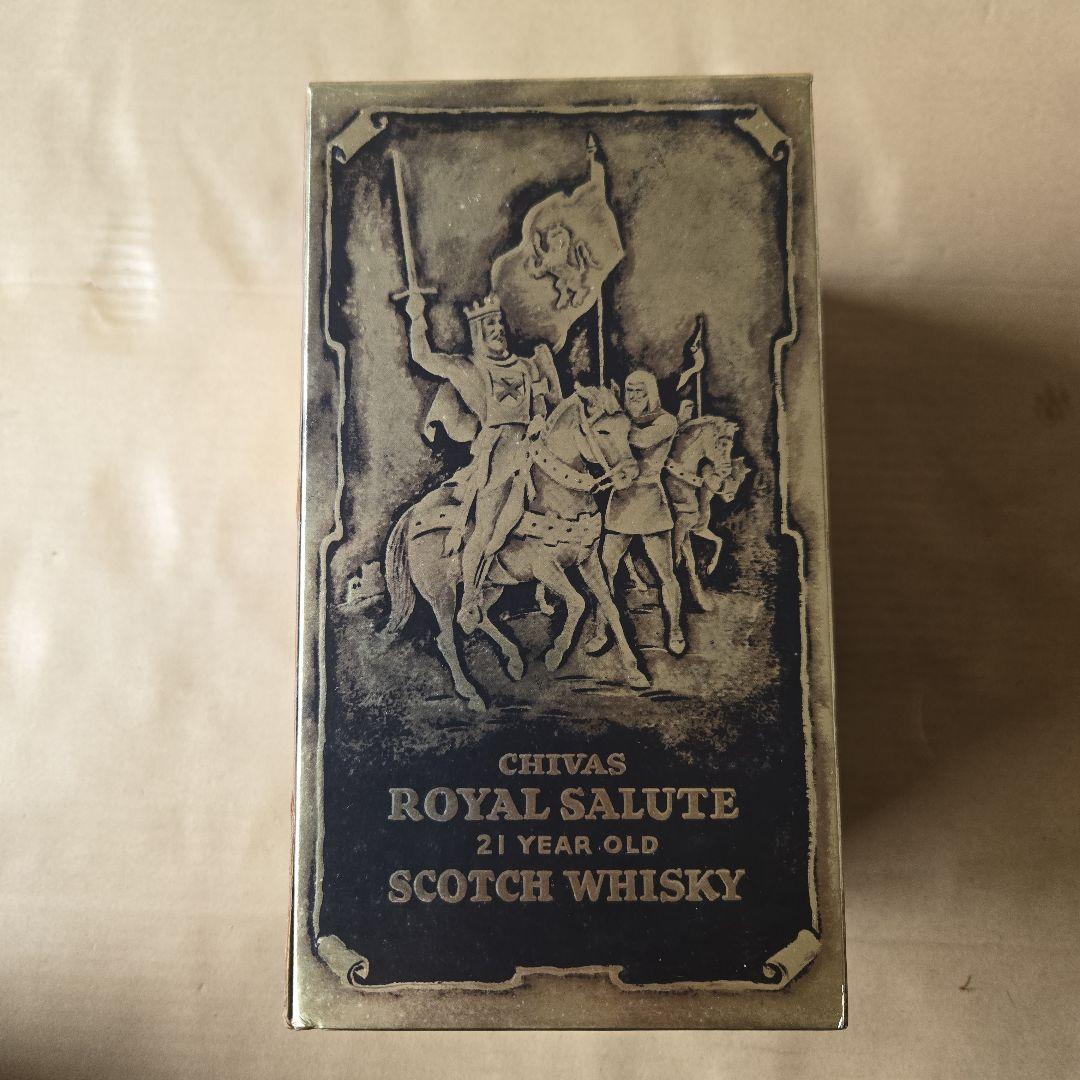 CHIVAS
ROYAL SALUTE
21 YEAR OLD
SCOTCH WHISKY